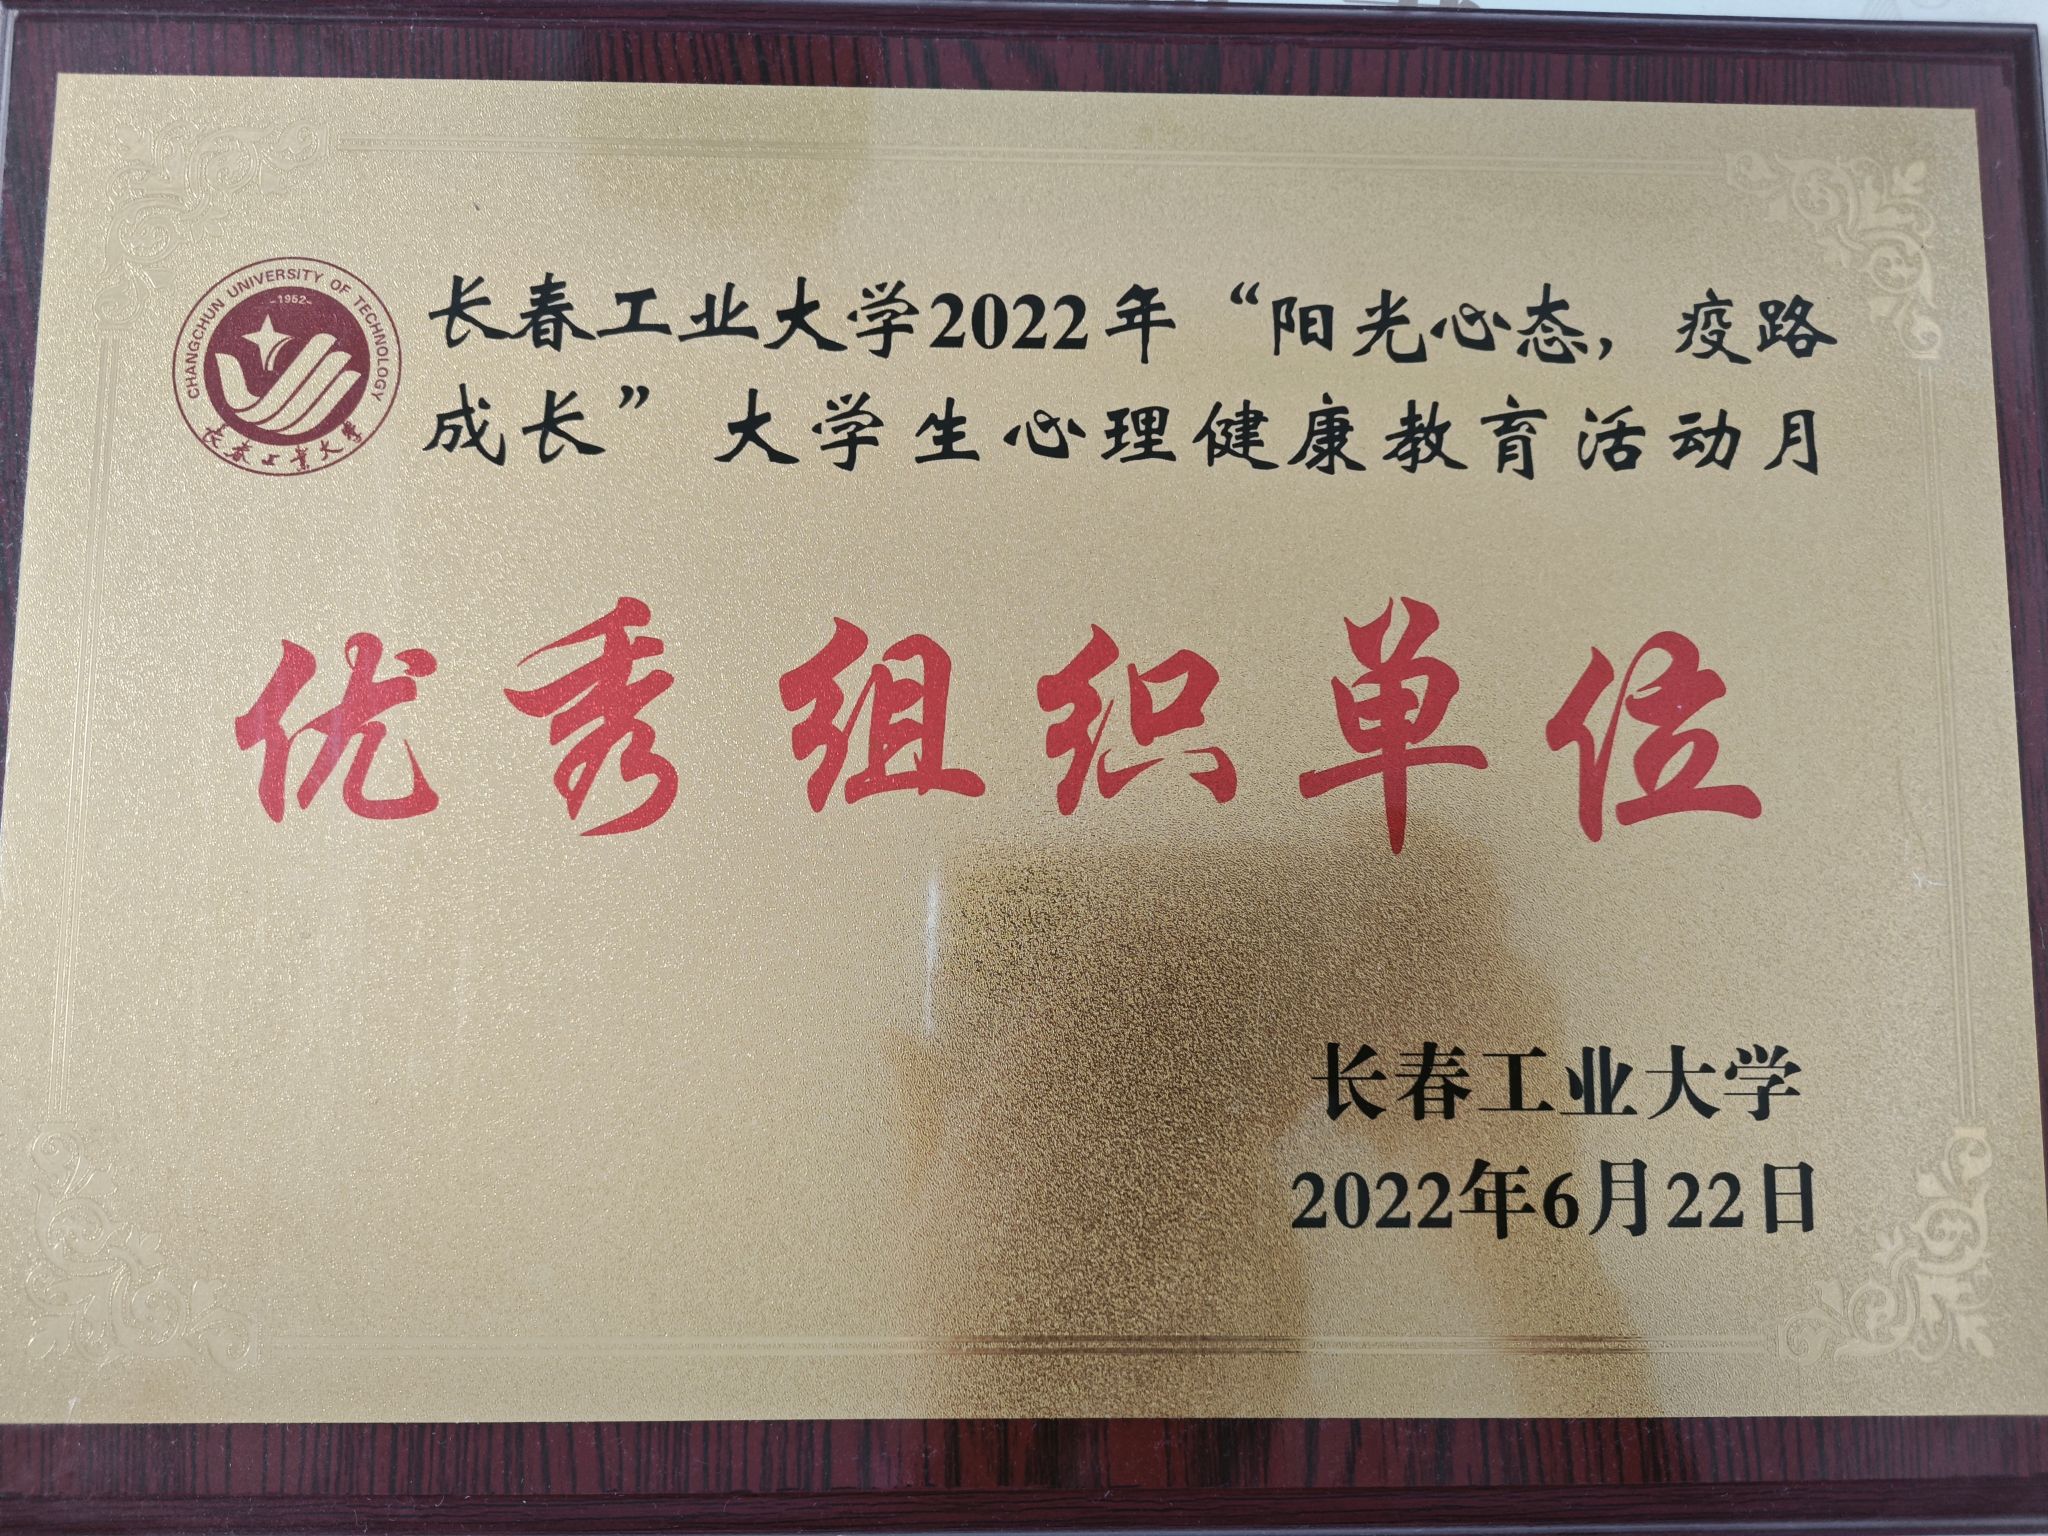 CHANGCHUN UNIVERSITY OF TECHNOLOGY
1952
长春工业大学
长春工业大学2022年“阳光心态，疫路
成长”大学生心理健康教育活动月
优秀组织单位
长春工业大学
2022年6月22日